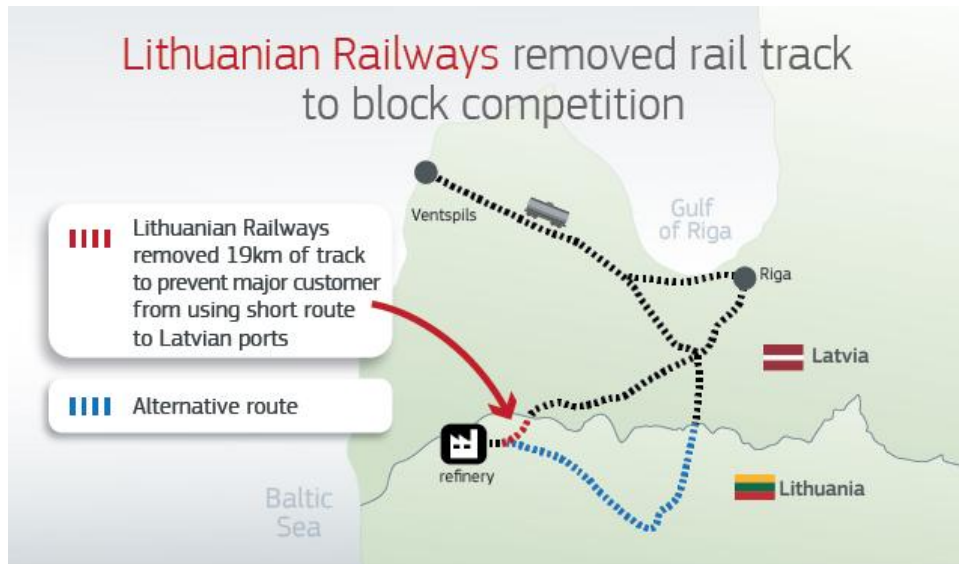 Lithuanian Railways removed rail track
to block competition
Lithuanian Railways
removed 19km of track
to prevent major customer
from using short route
to Latvian ports
Alternative route
Ventspils
Gulf
of Riga
Riga
Latvia
refinery
Lithuania
Baltic
Sea